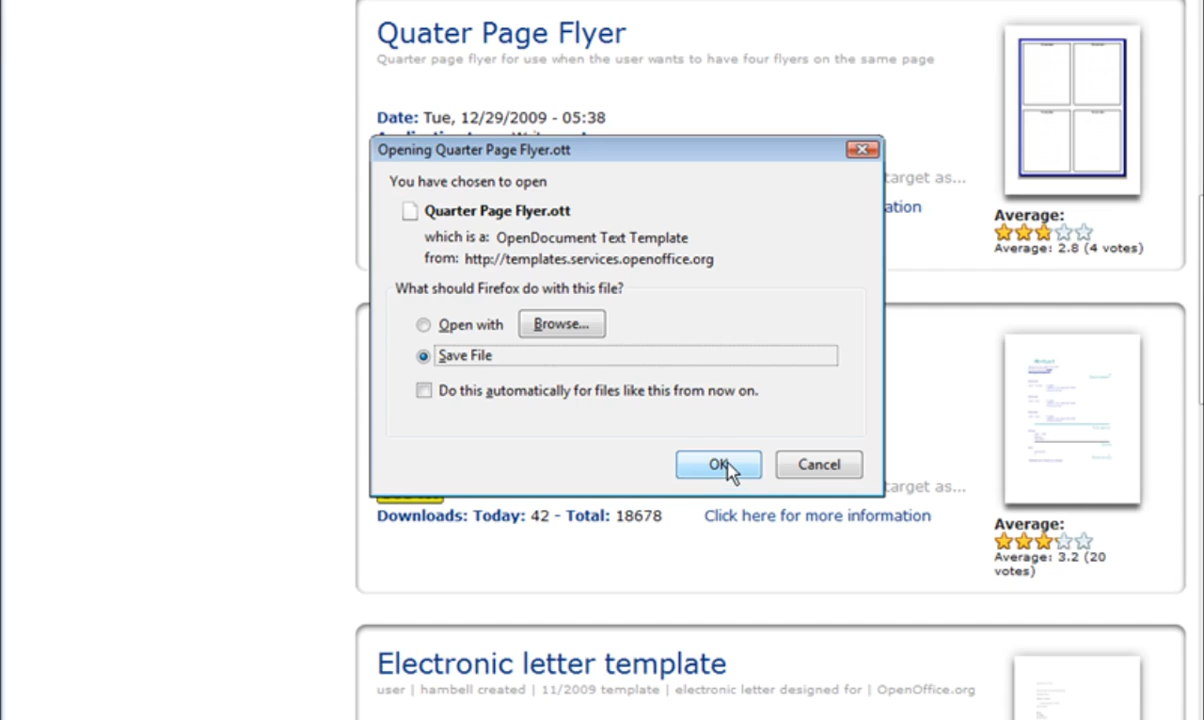 Quater Page Flyer
Quarter page flyer for use when the user wants to have four flyers on the same page
Date: Tue, 12/29/2009 - 05:38
Opening Quarter Page Flyer.ott
You have chosen to open
target as...
Quarter Page Flyer.ott
ation
Average:
which is a: OpenDocument Text Template
Average: 2.8 (4 votes)
from: http://templates.services.openoffice.org
What should Firefox do with this file?
Open with
Browse...
Save File
Do this automatically for files like this from now on.
OK
Cancel
target as...
Downloads: Today: 42 - Total: 18678
Click here for more information
Average:
Average: 3.2 (20
votes)
Electronic letter template
user | hambell created | 11/2009 template | electronic letter designed for | OpenOffice.org